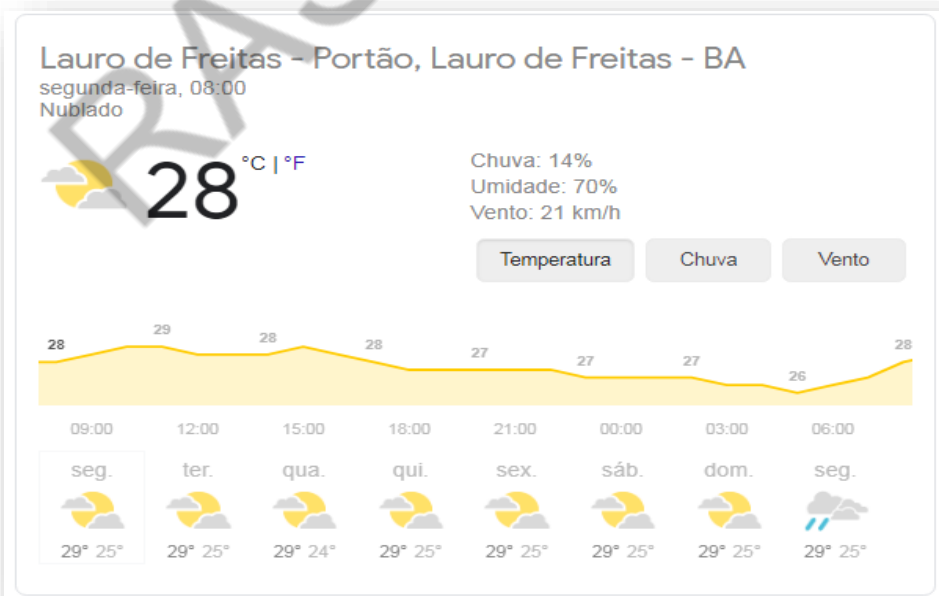 RAS
Lauro de Freitas - Portão, Lauro de Freitas - BA
segunda-feira, 08:00
Nublado
28 °C | °F
Chuva: 14%
Umidade: 70%
Vento: 21 km/h
Temperatura Chuva Vento
28 29 28 28 27 27 27 26 28
09:00 12:00 15:00 18:00 21:00 00:00 03:00 06:00
seg. ter. qua. qui. sex. sáb. dom. seg.
29° 25° 29° 25° 29° 24° 29° 25° 29° 25° 29° 25° 29° 25° 29° 25°